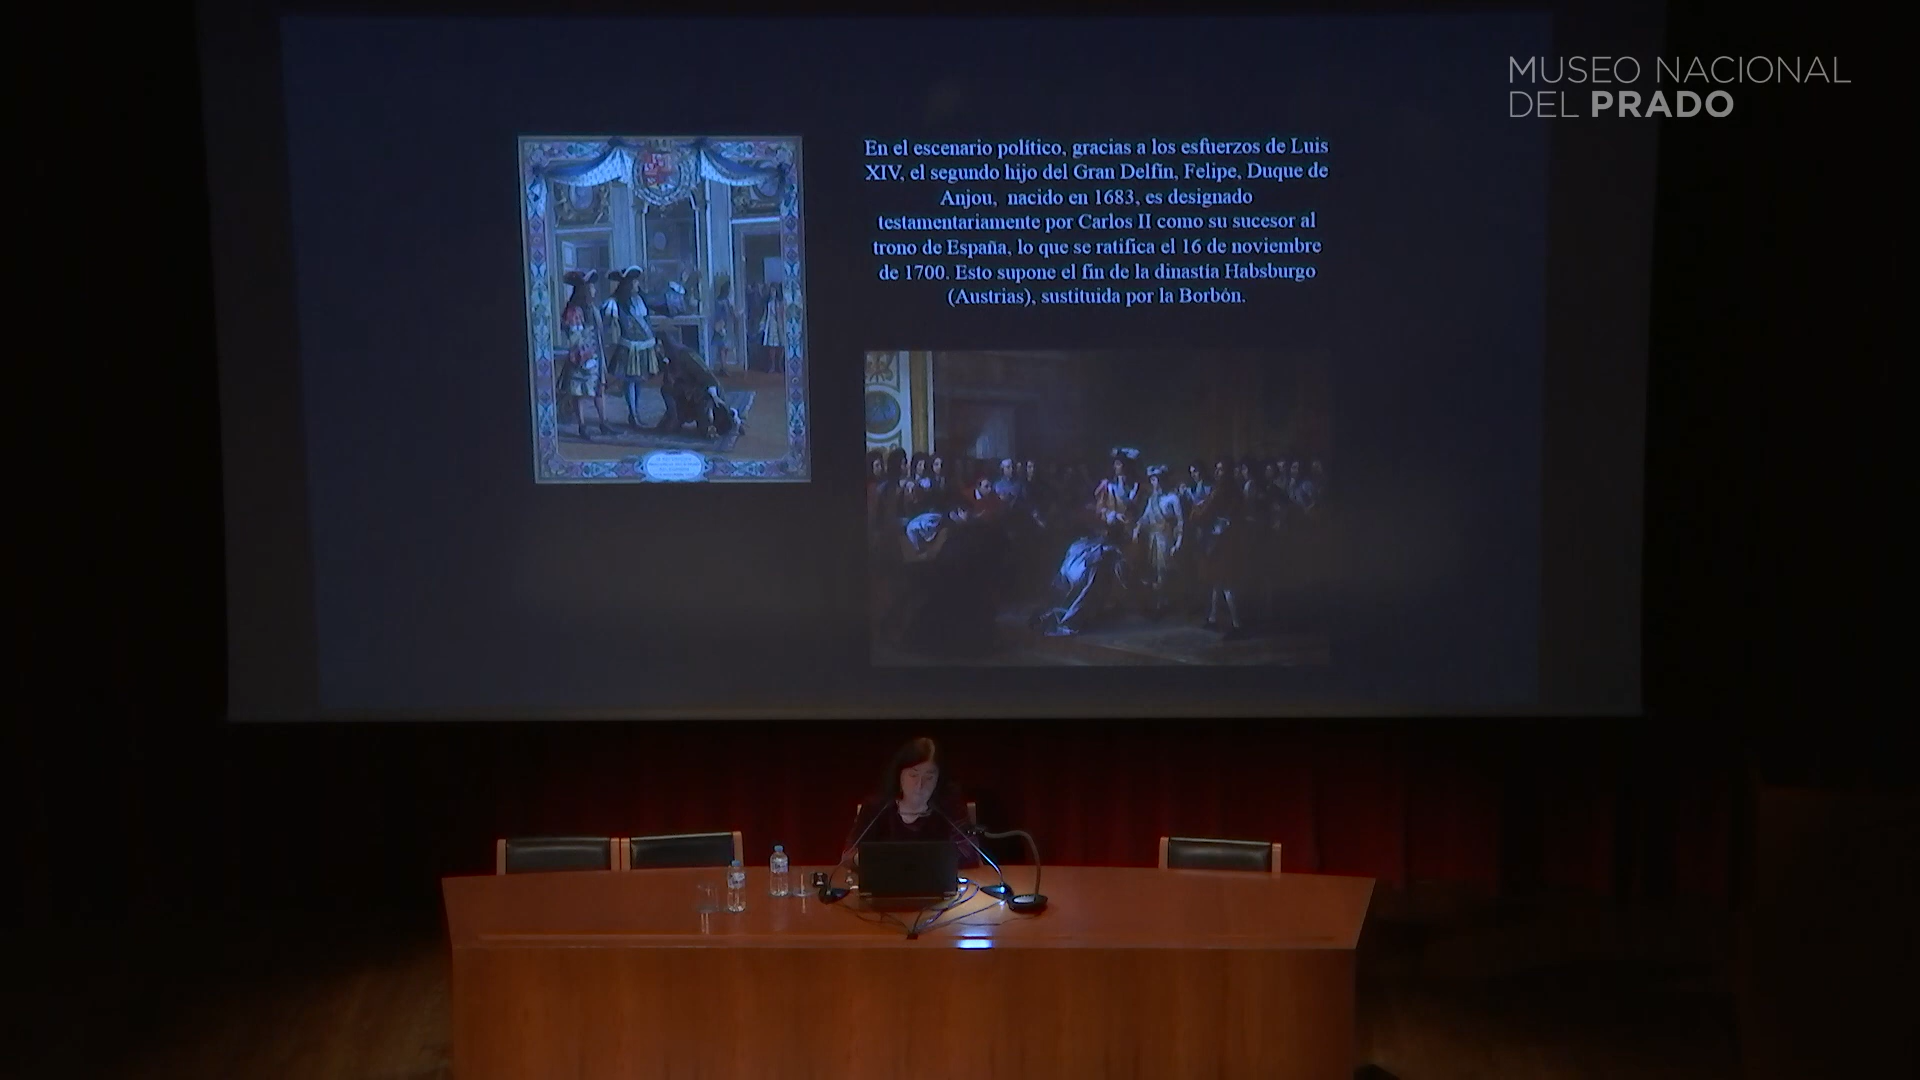 MUSEO NACIONAL
DEL PRADO
En el escenario político, gracias a los esfuerzos de Luis
XIV, el segundo hijo del Gran Delfín, Felipe, Duque de
Anjou, nacido en 1683, es designado
testamentariamente por Carlos II como su sucesor al
trono de España, lo que se ratifica el 16 de noviembre
de 1700. Esto supone el fin de la dinastía Habsburgo
(Austrias), sustituida por la Borbón.